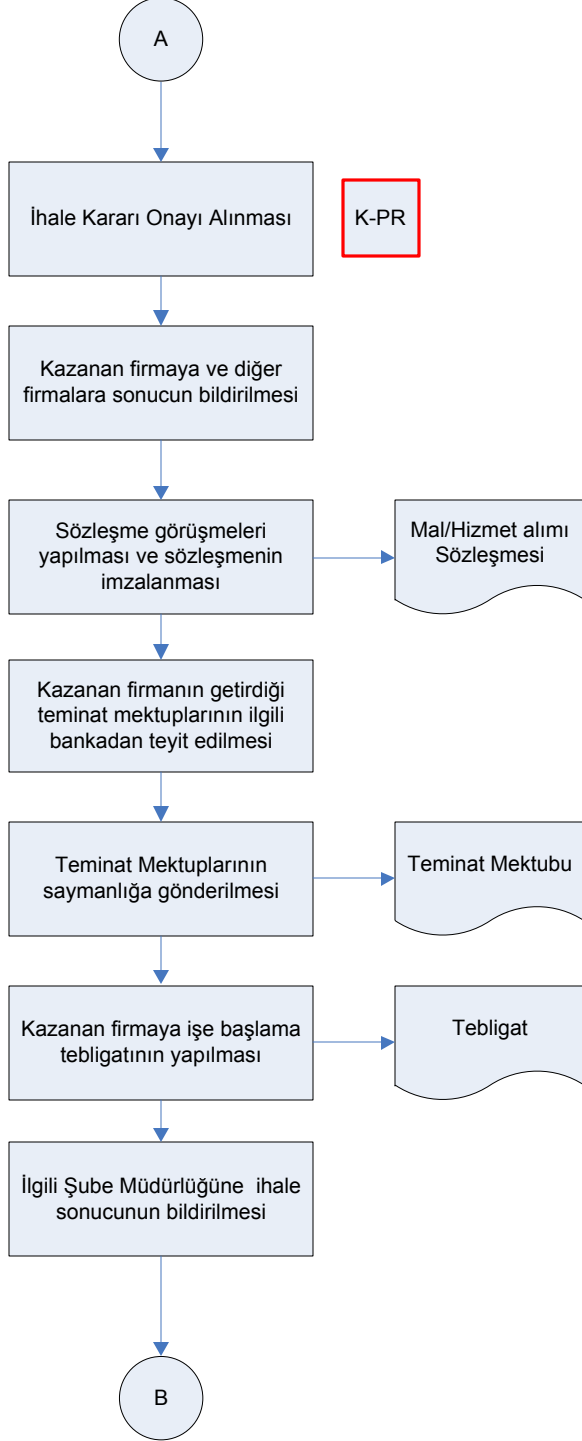 A
İhale Kararı Onayı Alınması
K-PR
Kazanan firmaya ve diğer
firmalara sonucun bildirilmesi
Sözleşme görüşmeleri
yapılması ve sözleşmenin
imzalanması
Mal/Hizmet alımı
Sözleşmesi
Kazanan firmanın getirdiği
teminat mektuplarının ilgili
bankadan teyit edilmesi
Teminat Mektuplarının
saymanlığa gönderilmesi
Teminat Mektubu
Kazanan firmaya işe başlama
tebligatının yapılması
Tebligat
İlgili Şube Müdürlüğüne  ihale
sonucunun bildirilmesi
B